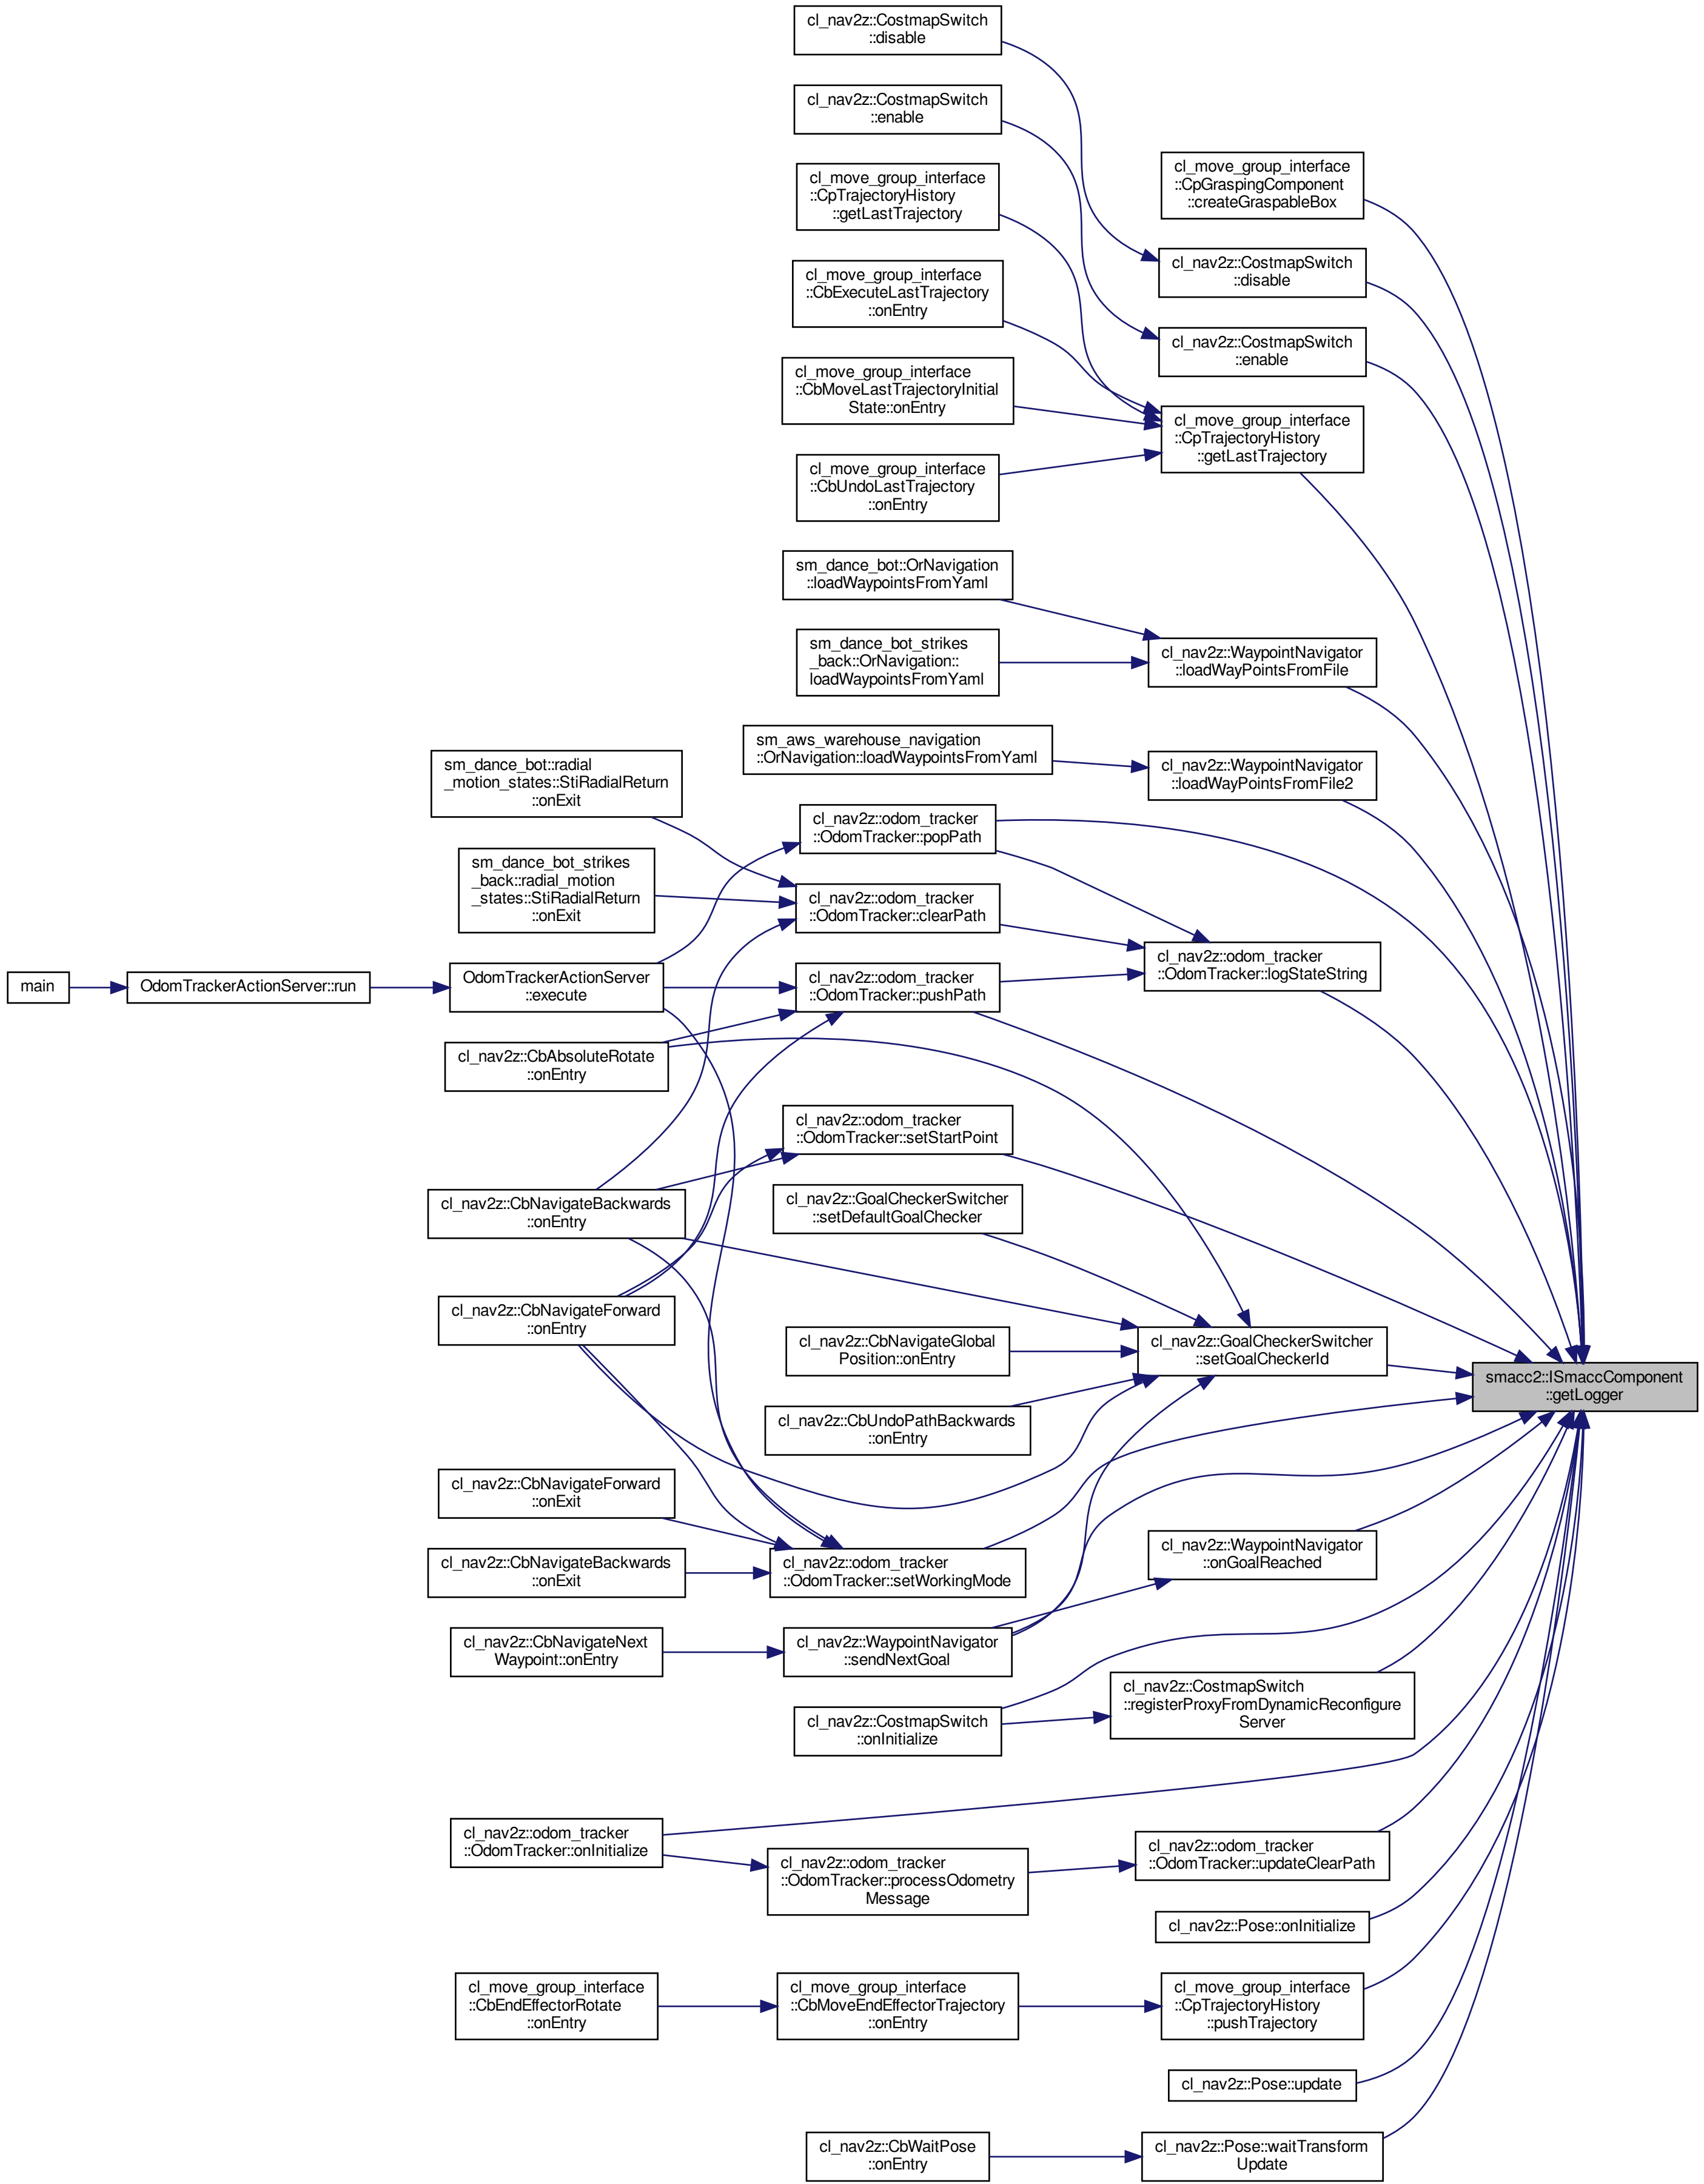 cl_nav2z::CostmapSwitch
::disable
cl_nav2z::CostmapSwitch
::enable
cl_move_group_interface
::CpTrajectoryHistory
::getLastTrajectory
cl_move_group_interface
::CbExecuteLastTrajectory
::onEntry
cl_move_group_interface
::CbMoveLastTrajectoryInitial
State::onEntry
cl_move_group_interface
::CbUndoLastTrajectory
::onEntry
cl_move_group_interface
::CpGraspingComponent
::createGraspableBox
cl_nav2z::CostmapSwitch
::disable
cl_nav2z::CostmapSwitch
::enable
cl_move_group_interface
::CpTrajectoryHistory
::getLastTrajectory
sm_dance_bot::OrNavigation
::loadWaypointsFromYaml
sm_dance_bot_strikes
_back::OrNavigation::
loadWaypointsFromYaml
cl_nav2z::WaypointNavigator
::loadWayPointsFromFile
sm_aws_warehouse_navigation
::OrNavigation::loadWaypointsFromYaml
cl_nav2z::WaypointNavigator
::loadWayPointsFromFile2
sm_dance_bot::radial
_motion_states::StiRadialReturn
::onExit
sm_dance_bot_strikes
_back::radial_motion
_states::StiRadialReturn
::onExit
cl_nav2z::odom_tracker
::OdomTracker::popPath
cl_nav2z::odom_tracker
::OdomTracker::clearPath
cl_nav2z::odom_tracker
::OdomTracker::pushPath
cl_nav2z::odom_tracker
::OdomTracker::logStateString
main
OdomTrackerActionServer::run
OdomTrackerActionServer
::execute
cl_nav2z::CbAbsoluteRotate
::onEntry
cl_nav2z::odom_tracker
::OdomTracker::setStartPoint
cl_nav2z::CbNavigateBackwards
::onEntry
cl_nav2z::GoalCheckerSwitcher
::setDefaultGoalChecker
cl_nav2z::CbNavigateForward
::onEntry
cl_nav2z::CbNavigateGlobal
Position::onEntry
cl_nav2z::GoalCheckerSwitcher
::setGoalCheckerId
smacc2::ISmaccComponent
::getLogger
cl_nav2z::CbUndoPathBackwards
::onEntry
cl_nav2z::CbNavigateForward
::onExit
cl_nav2z::CbNavigateBackwards
::onExit
cl_nav2z::odom_tracker
::OdomTracker::setWorkingMode
cl_nav2z::WaypointNavigator
::onGoalReached
cl_nav2z::CbNavigateNext
Waypoint::onEntry
cl_nav2z::WaypointNavigator
::sendNextGoal
cl_nav2z::CostmapSwitch
::onInitialize
cl_nav2z::CostmapSwitch
::registerProxyFromDynamicReconfigure
Server
cl_nav2z::odom_tracker
::OdomTracker::onInitialize
cl_nav2z::odom_tracker
::OdomTracker::processOdometry
Message
cl_nav2z::odom_tracker
::OdomTracker::updateClearPath
cl_nav2z::Pose::onInitialize
cl_move_group_interface
::CbEndEffectorRotate
::onEntry
cl_move_group_interface
::CbMoveEndEffectorTrajectory
::onEntry
cl_move_group_interface
::CpTrajectoryHistory
::pushTrajectory
cl_nav2z::Pose::update
cl_nav2z::CbWaitPose
::onEntry
cl_nav2z::Pose::waitTransform
Update